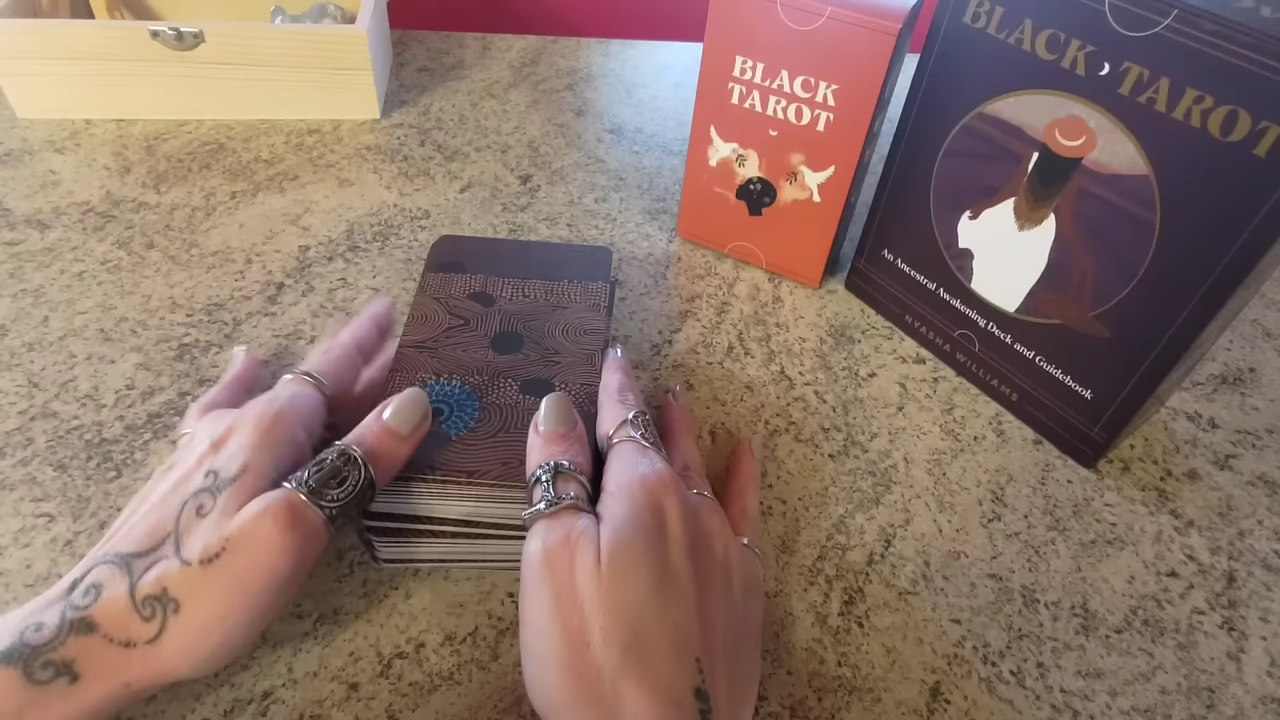 BLACK
TAROT
BLACK TAROT
An Ancestral Awakening Deck and Guidebook
NYASHA WILLIAMS